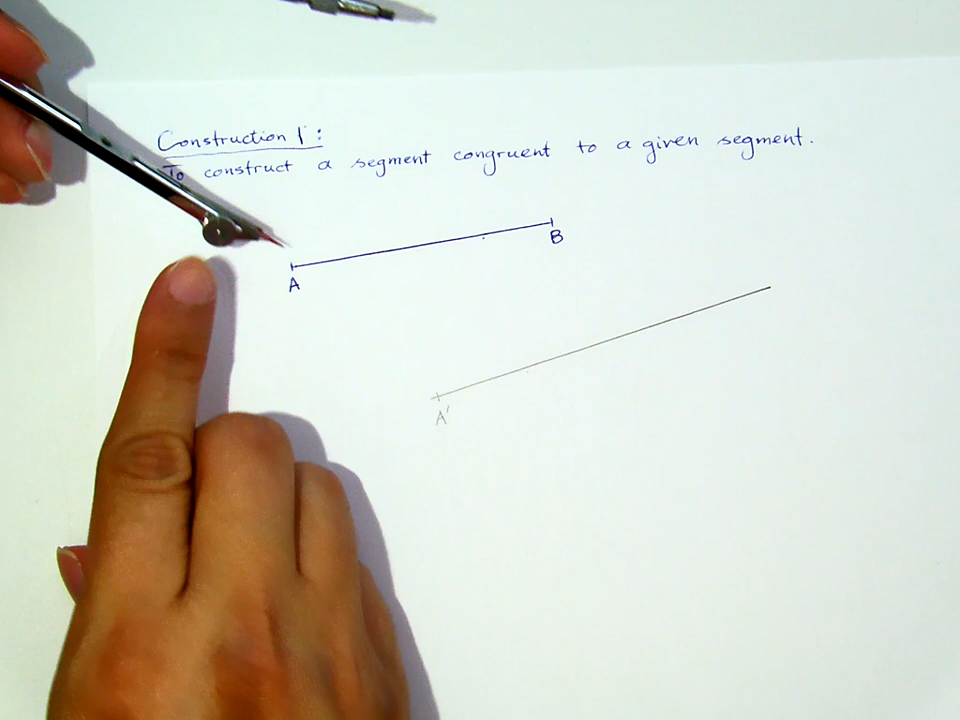 Construction 1:
To construct a segment congruent to a given segment.
B
A
A'